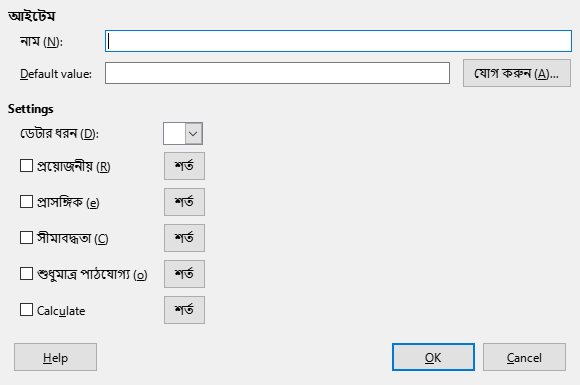 আইটেম
নাম (N):
Default value:
যোগ করুন (A)...
Settings
ডেটার ধরন (D):
প্রয়োজনীয় (R) শর্ত
প্রাসঙ্গিক (e) শর্ত
সীমাবদ্ধতা (C) শর্ত
শুধুমাত্র পাঠযোগ্য (o) শর্ত
Calculate শর্ত
Help OK Cancel